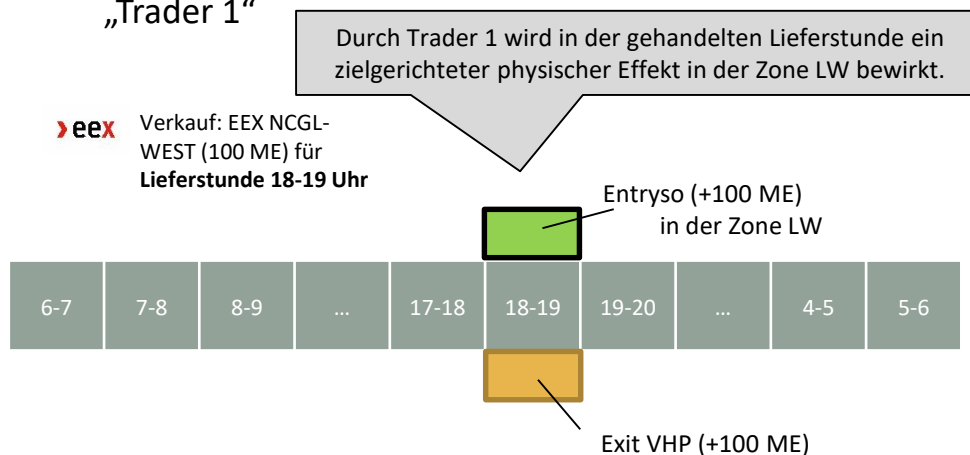 „Trader 1“
Durch Trader 1 wird in der gehandelten Lieferstunde ein
zielgerichteter physischer Effekt in der Zone LW bewirkt.
eex
Verkauf: EEX NCGL-
WEST (100 ME) für
Lieferstunde 18-19 Uhr
Entryso (+100 ME)
in der Zone LW
6-7 7-8 8-9 ... 17-18 18-19 19-20 ... 4-5 5-6
Exit VHP (+100 ME)